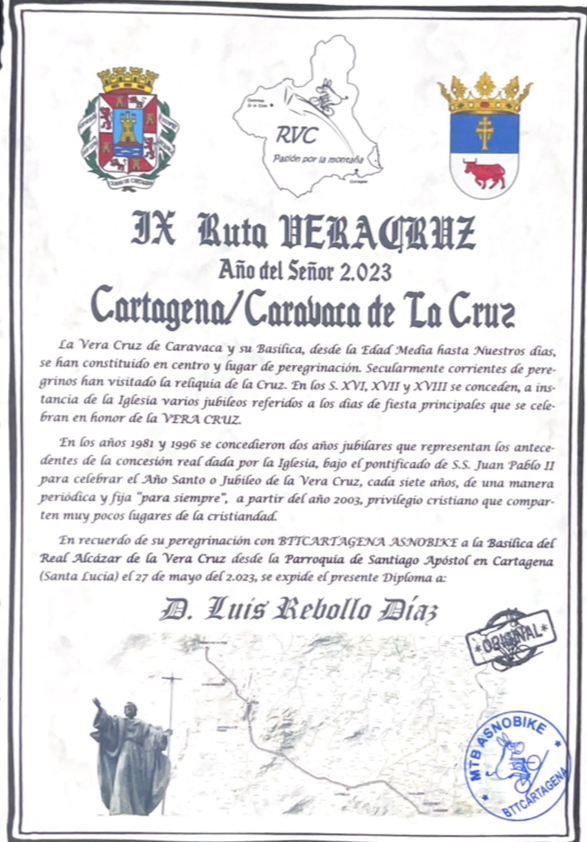 RVC
Pasión por la montaña
Cartagena
IX Ruta VERACRUZ
Año del Señor 2.023
Cartagena/Caravaca de La Cruz
La Vera Cruz de Caravaca y su Basílica, desde la Edad Media hasta Nuestros días,
se han constituido en centro y lugar de peregrinación. Secularmente corrientes de pere-
grinos han visitado la reliquia de la Cruz. En los S. XVI, XVII y XVIII se conceden, a ins-
tancia de la Iglesia varios jubileos referidos a los días de fiesta principales que se cele-
bran en honor de la VERA CRUZ.
En los años 1981 y 1996 se concedieron dos años jubilares que representan los antece-
dentes de la concesión real dada por la Iglesia, bajo el pontificado de S.S. Juan Pablo II
para celebrar el Año Santo o Jubileo de la Vera Cruz, cada siete años, de una manera
periódica y fija "para siempre", a partir del año 2003, privilegio cristiano que compar-
ten muy pocos lugares de la cristiandad.
En recuerdo de su peregrinación con BTTCARTAGENA ASNOBIKE a la Basílica del
Real Alcázar de la Vera Cruz desde la Parroquia de Santiago Apóstol en Cartagena
(Santa Lucía) el 27 de mayo del 2.023, se expide el presente Diploma a:
D. Luis Rebollo Díaz
*ORIGINAL*
MTB ASNOBIKE
BTTCARTAGENA